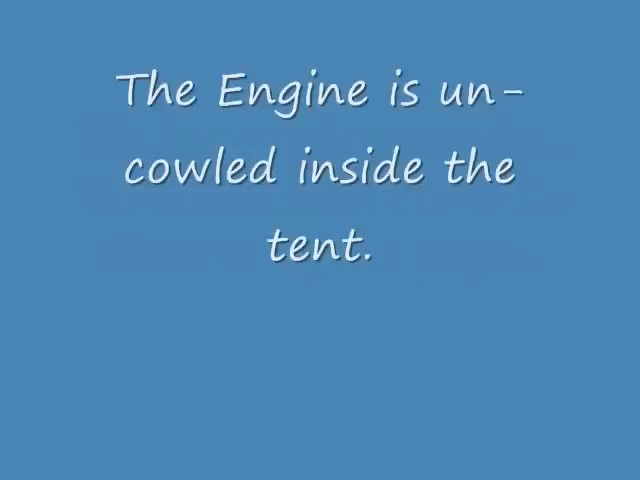 The Engine is un-
cowled inside the
tent.